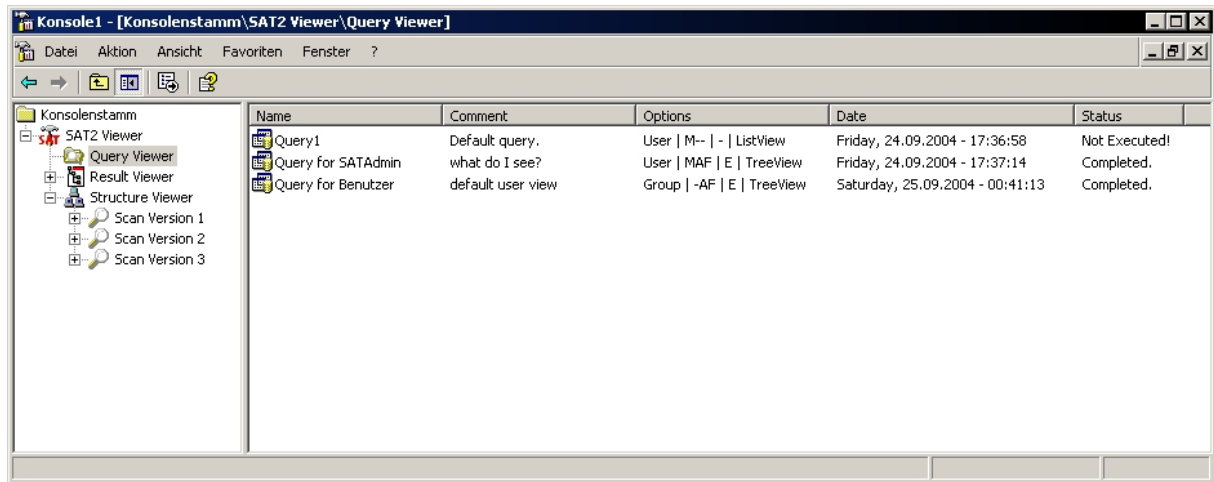 Konsole1 - [Konsolenstamm\SAT2 Viewer\Query Viewer]
Datei Aktion Ansicht Favoriten Fenster ?
Konsolenstamm
SAT2 Viewer
Query Viewer
Result Viewer
Structure Viewer
Scan Version 1
Scan Version 2
Scan Version 3
Name Comment Options Date Status
Query1 Default query. User | M-- | - | ListView Friday, 24.09.2004 - 17:36:58 Not Executed!
Query for SATAdmin what do I see? User | MAF | E | TreeView Friday, 24.09.2004 - 17:37:14 Completed.
Query for Benutzer default user view Group | -AF | E | TreeView Saturday, 25.09.2004 - 00:41:13 Completed.